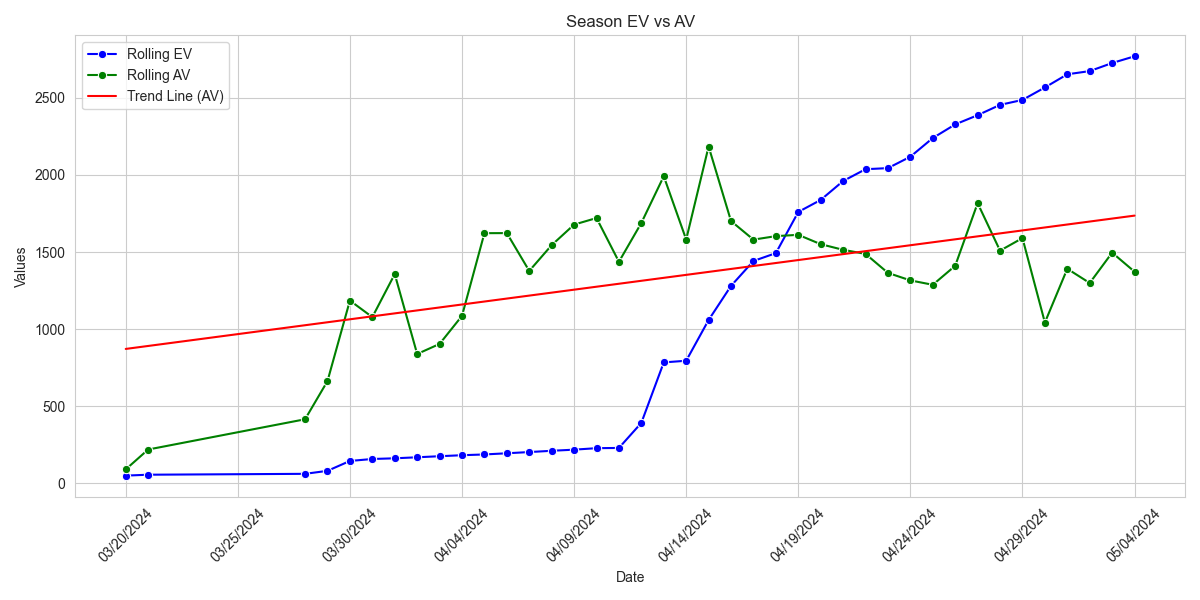 Season EV vs AV
Rolling EV
Rolling AV
Trend Line (AV)
Values
2500
2000
1500
1000
500
0
03/20/2024
03/25/2024
03/30/2024
04/04/2024
04/09/2024
04/14/2024
04/19/2024
04/24/2024
04/29/2024
05/04/2024
Date